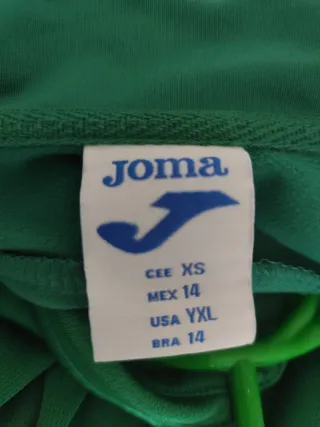 Joma
CEE XS
MEX 14
USA YXL
BRA 14